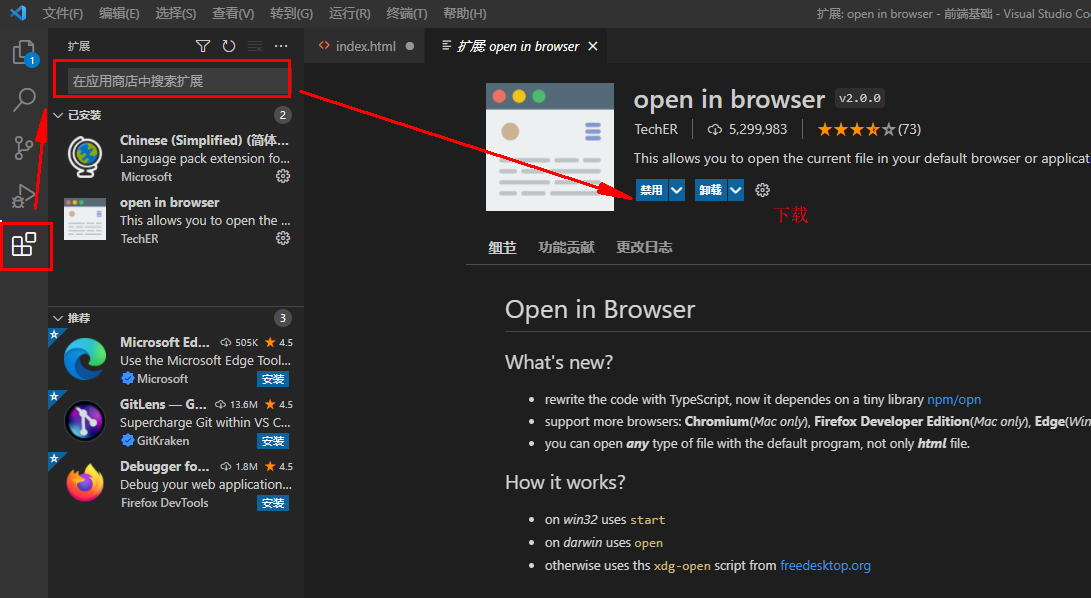 文件(F) 编辑(E) 选择(S) 查看(V) 转到(G) 运行(R) 终端(T) 帮助(H) 扩展: open in browser - 前端基础 - Visual Studio Co
扩展
index.html
扩展: open in browser
1
在应用商店中搜索扩展
已安装
2
Chinese (Simplified) (简体...
Language pack extension fo...
Microsoft
open in browser
This allows you to open the ...
TechER
推荐
3
Microsoft Ed... 505K ★ 4.5
Use the Microsoft Edge Tool...
Microsoft
安装
GitLens — G... 13.6M ★ 4.5
Supercharge Git within VS C...
GitKraken
安装
Debugger fo... 1.8M ★ 4.5
Debug your web application...
Firefox DevTools
安装
open in browser v2.0.0
TechER 5,299,983 (73)
This allows you to open the current file in your default browser or applicati
禁用 卸载
下载
细节 功能贡献 更改日志
Open in Browser
What's new?
• rewrite the code with TypeScript, now it dependes on a tiny library npm/opn
• support more browsers: Chromium(Mac only), Firefox Developer Edition(Mac only), Edge(Win
• you can open any type of file with the default program, not only html file.
How it works?
• on win32 uses start
• on darwin uses open
• otherwise uses ths xdg-open script from freedesktop.org